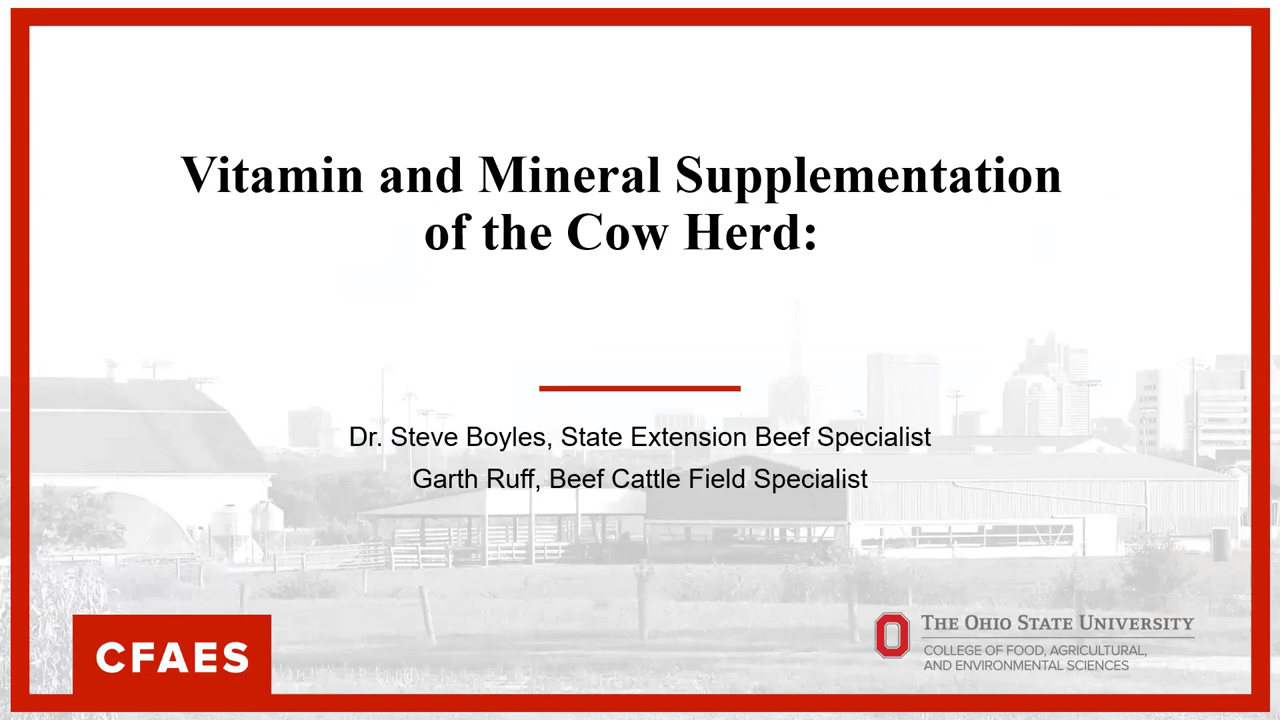 Vitamin and Mineral Supplementation
of the Cow Herd:
Dr. Steve Boyles, State Extension Beef Specialist
Garth Ruff, Beef Cattle Field Specialist
CFAES
THE OHIO STATE UNIVERSITY
COLLEGE OF FOOD, AGRICULTURAL,
AND ENVIRONMENTAL SCIENCES